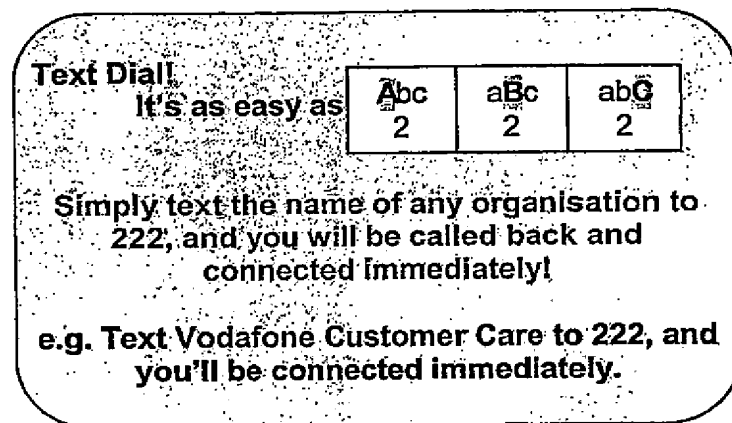 Text Dial!
It's as easy as
Abc aBc abC
2 2 2
Simply text the name of any organisation to
222, and you will be called back and
connected immediately!
e.g. Text Vodafone Customer Care to 222, and
you'll be connected immediately.